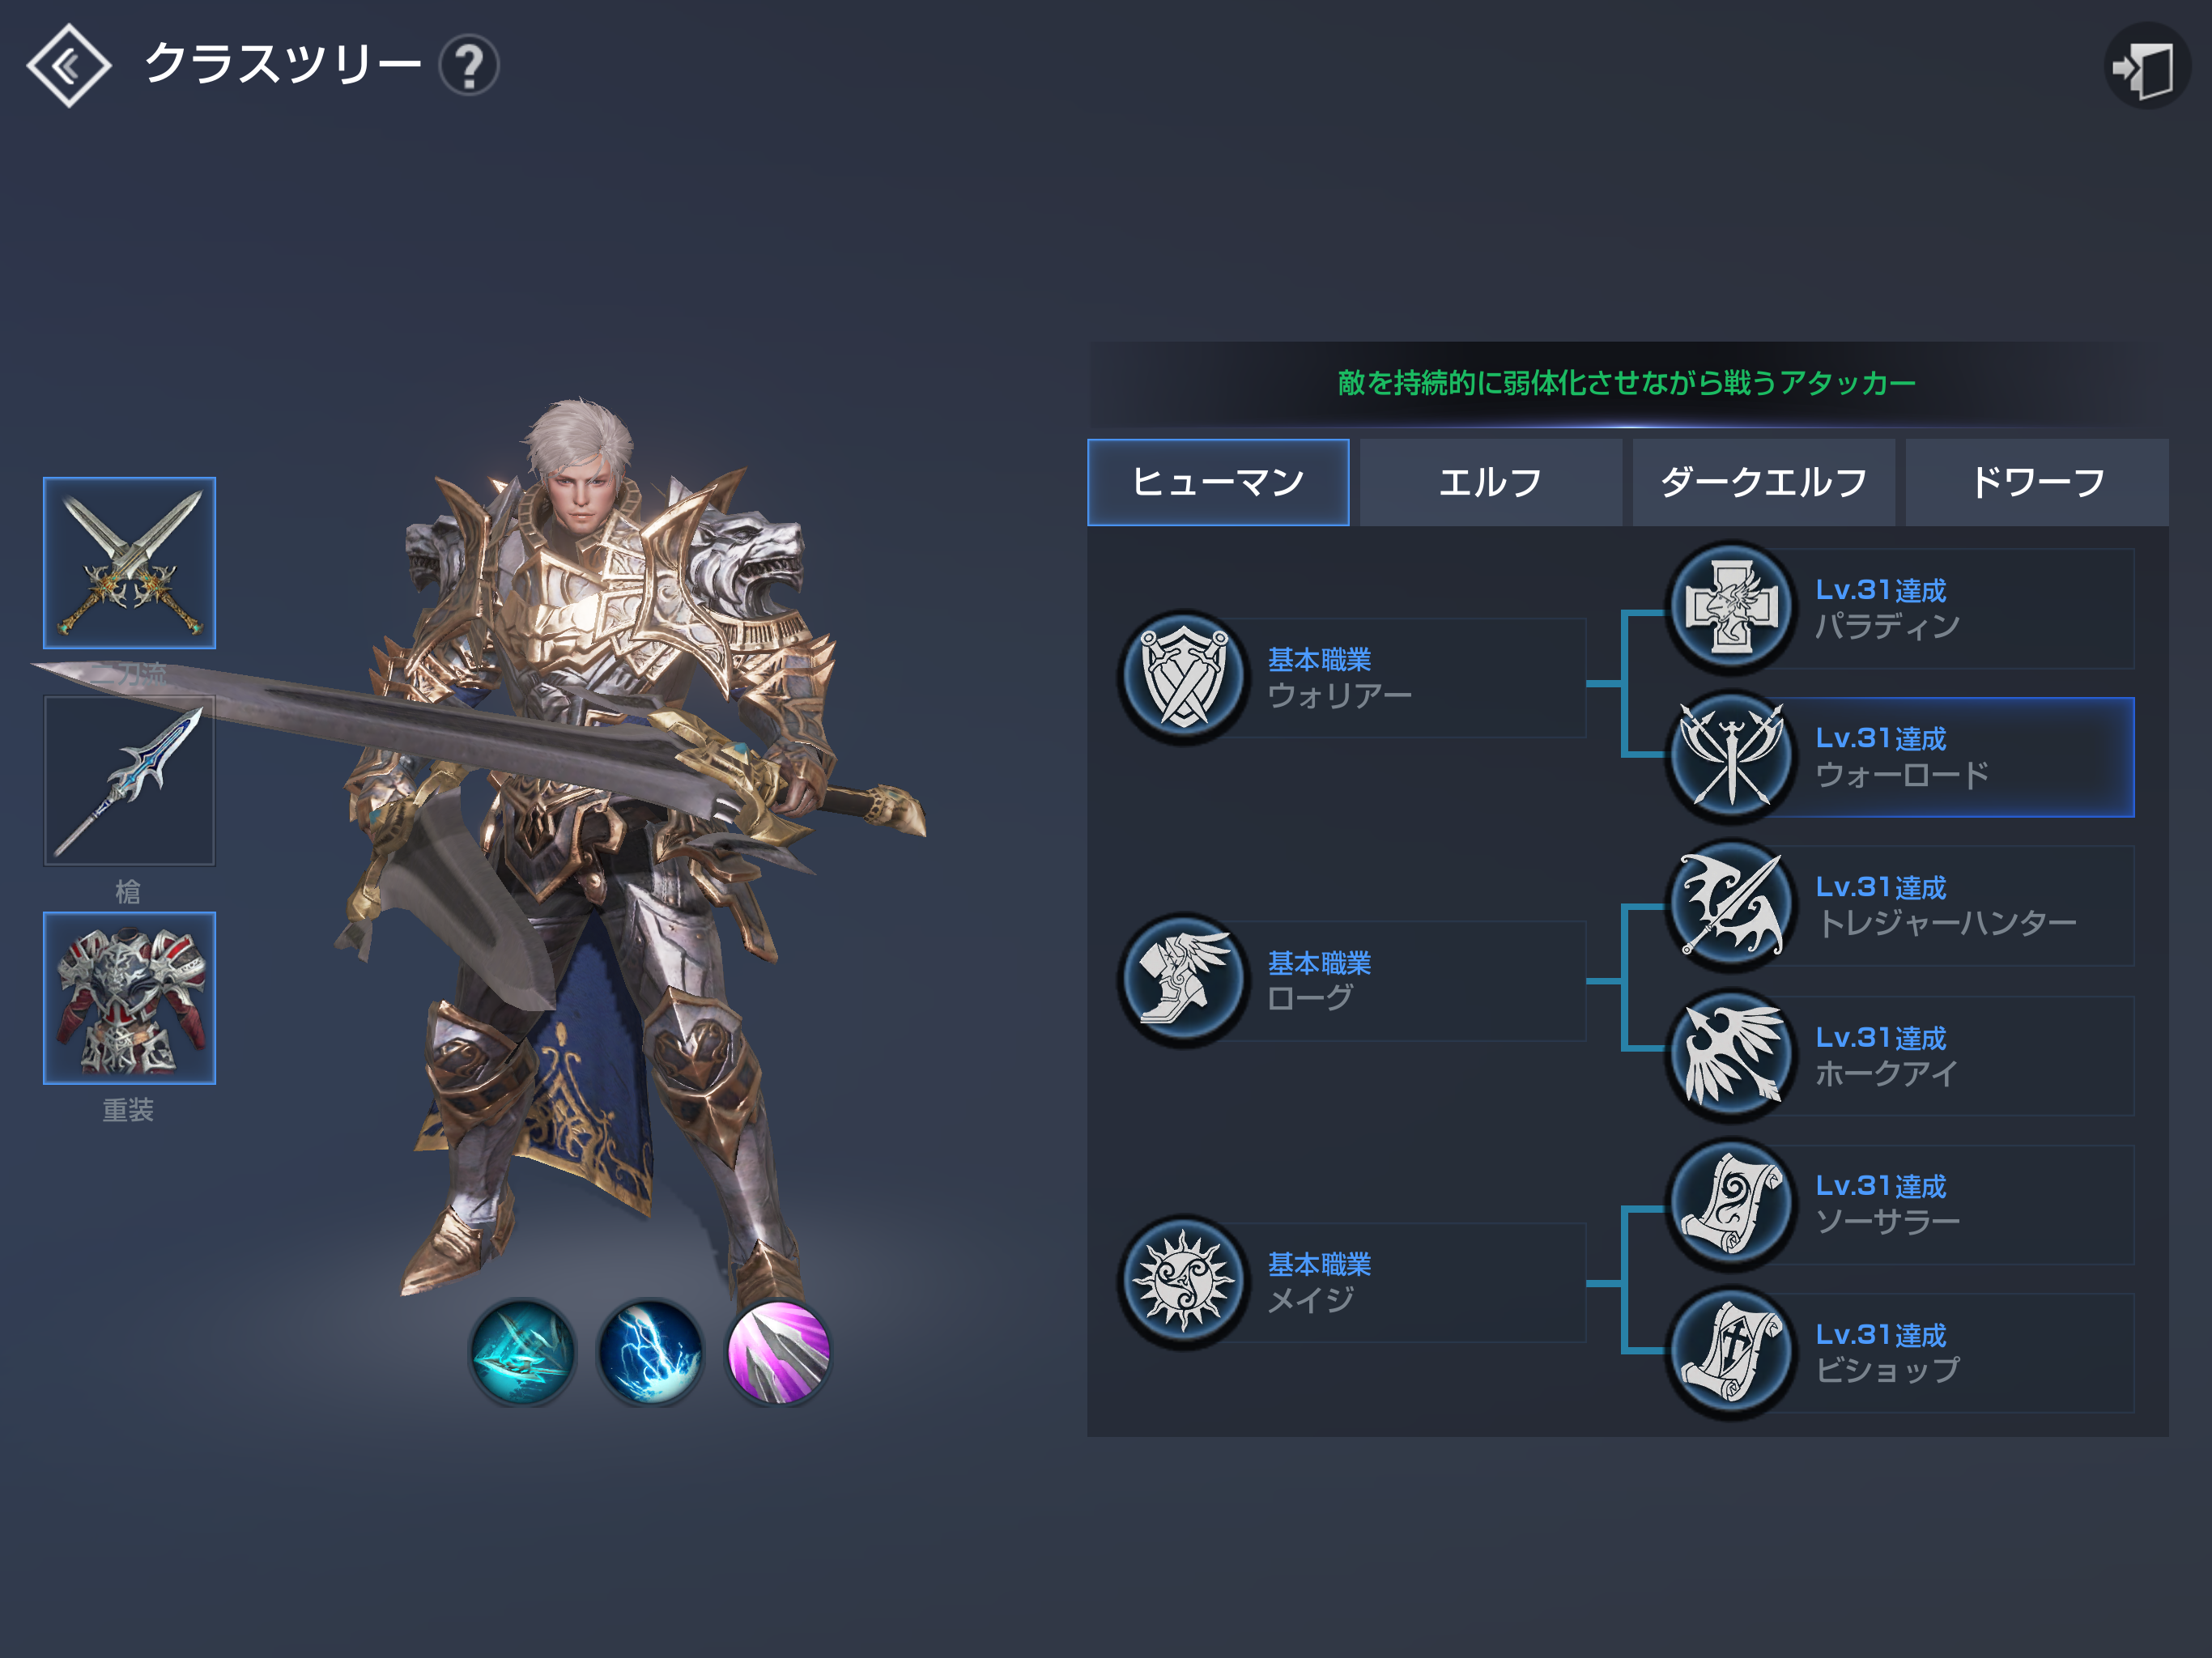 クラスツリー
?
敵を持続的に弱体化させながら戦うアタッカー
ヒューマン
エルフ
ダークエルフ
ドワーフ
二刀流
槍
重装
基本職業
ウォリアー
Lv.31達成
パラディン
Lv.31達成
ウォーロード
基本職業
ローグ
Lv.31達成
トレジャーハンター
Lv.31達成
ホークアイ
基本職業
メイジ
Lv.31達成
ソーサラー
Lv.31達成
ビショップ